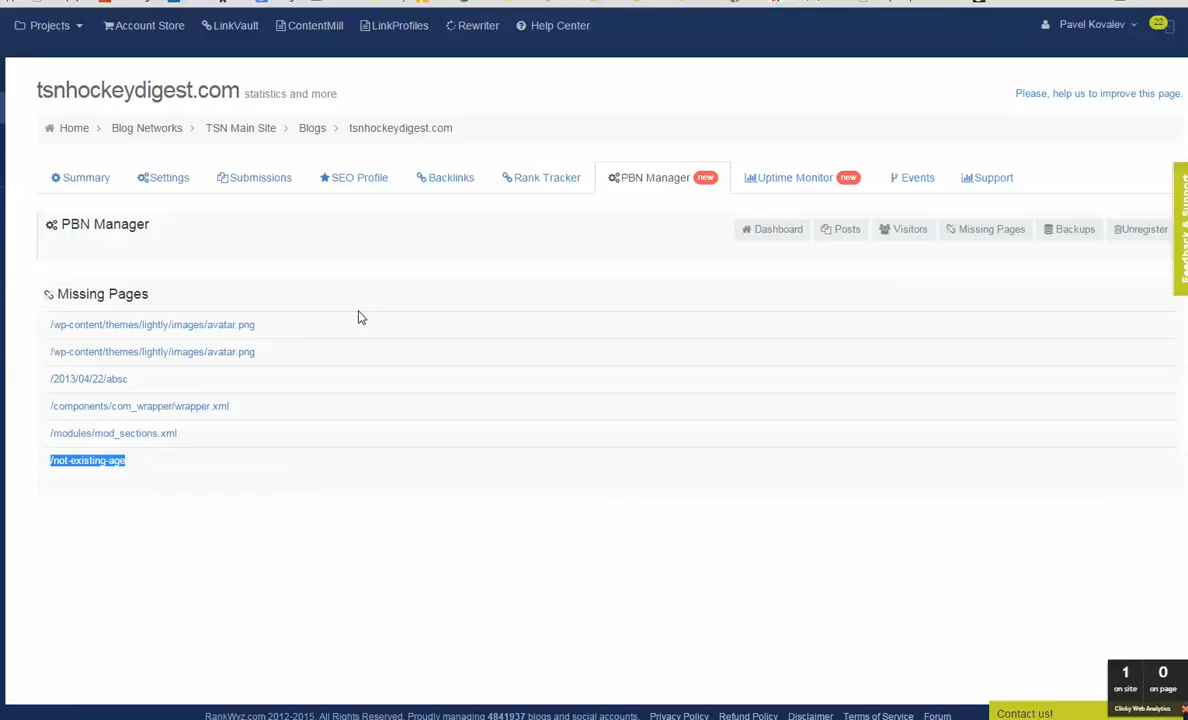 Projects
Account Store
LinkVault
ContentMill
LinkProfiles
Rewriter
Help Center
Pavel Kovalev
22
tsnhockeydigest.com statistics and more
Please, help us to improve this page.
Home > Blog Networks > TSN Main Site > Blogs > tsnhockeydigest.com
Summary
Settings
Submissions
SEO Profile
Backlinks
Rank Tracker
PBN Manager new
Uptime Monitor new
Events
Support
PBN Manager
Dashboard
Posts
Visitors
Missing Pages
Backups
Unregister
Feedback & Support
Missing Pages
/wp-content/themes/lightly/images/avatar.png
/wp-content/themes/lightly/images/avatar.png
/2013/04/22/absc
/components/com_wrapper/wrapper.xml
/modules/mod_sections.xml
/not-existing-age
1
on site
0
on page
Clicky Web Analytics
RankWyz.com 2012-2015. All Rights Reserved. Proudly managing 4841937 blogs and social accounts. Privacy Policy Refund Policy Disclaimer Terms of Service Forum
Contact us!